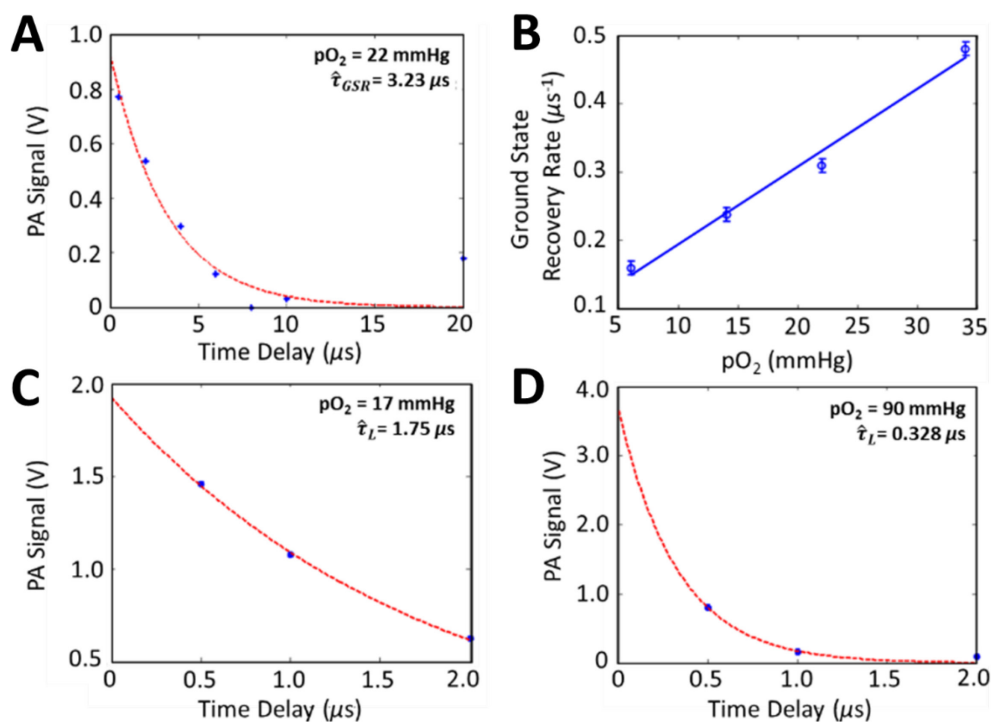 A
pO₂ = 22 mmHg
τ̂_GSR = 3.23 μs
1.0
0.8
0.6
0.4
0.2
0
PA Signal (V)
0 5 10 15 20
Time Delay (μs)
B
0.5
0.4
0.3
0.2
0.1
Ground State
Recovery Rate (μs⁻¹)
5 10 15 20 25 30 35
pO₂ (mmHg)
C
pO₂ = 17 mmHg
τ̂_L = 1.75 μs
2.0
1.5
1.0
0.5
PA Signal (V)
0 0.5 1.0 1.5 2.0
Time Delay (μs)
D
pO₂ = 90 mmHg
τ̂_L = 0.328 μs
4.0
3.0
2.0
1.0
0
PA Signal (V)
0 0.5 1.0 1.5 2.0
Time Delay (μs)